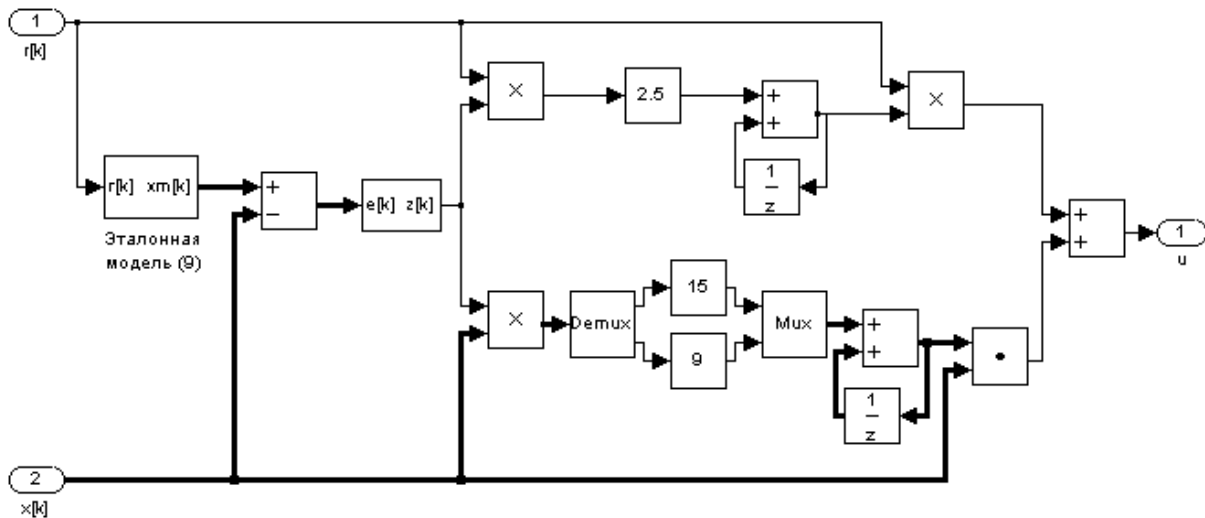 1
r[k]
×
2.5
+
+
1
z
×
r[k] xm[k]
Эталонная
модель (9)
+
−
e[k] z[k]
+
+
1
u
×
Demux
15
9
Mux
+
+
1
z
2
x[k]